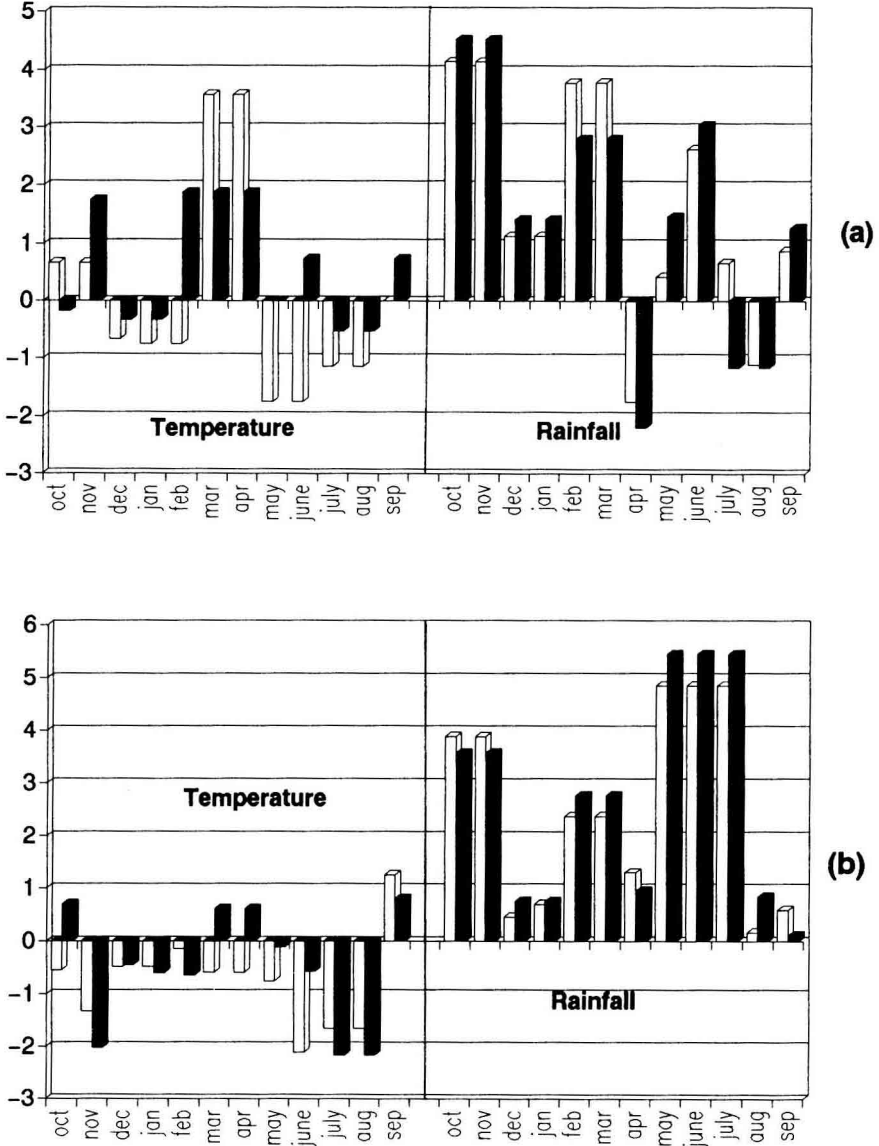 5
4
3
2
1
0
−1
−2
−3
Temperature
Rainfall
(a)
oct nov dec jan feb mar apr may june july aug sep oct nov dec jan feb mar apr may june july aug sep
6
5
4
3
2
1
0
−1
−2
−3
Temperature
(b)
Rainfall
oct nov dec jan feb mar apr may june july aug sep oct nov dec jan feb mar apr may june july aug sep